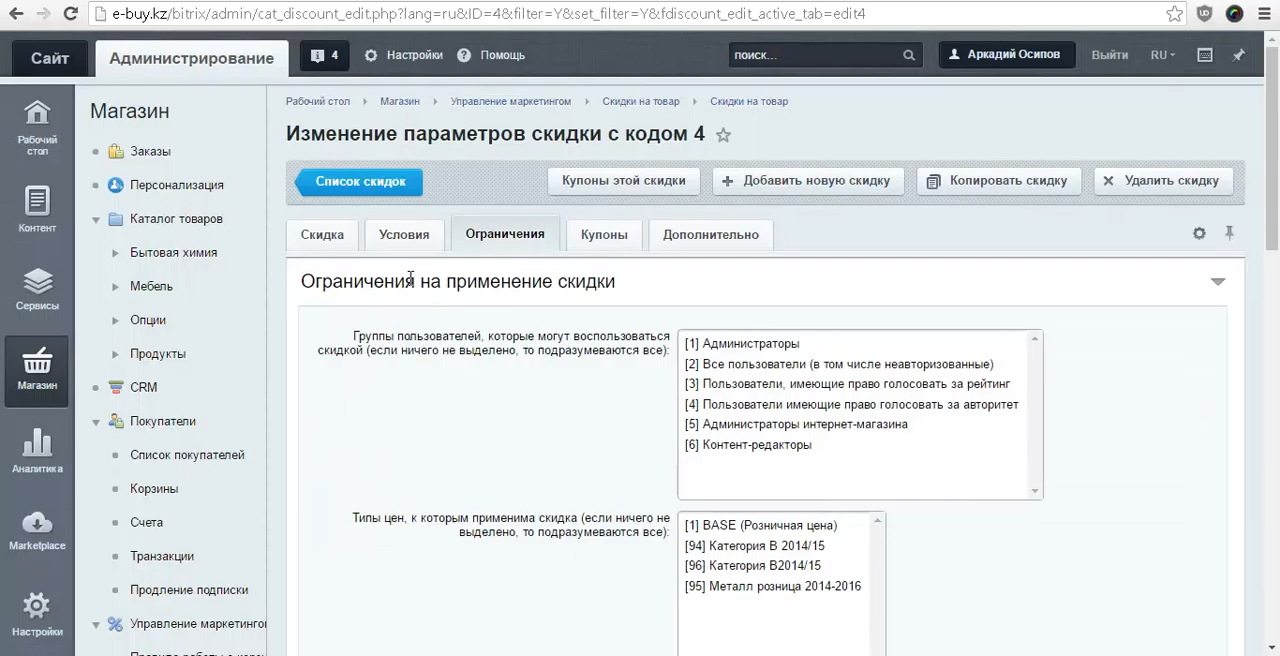 e-buy.kz/bitrix/admin/cat_discount_edit.php?lang=ru&ID=4&filter=Y&set_filter=Y&fdiscount_edit_active_tab=edit4
Сайт
Администрирование
4
Настройки
Помощь
поиск...
Аркадий Осипов
Выйти
RU
Рабочий стол
Контент
Сервисы
Магазин
Аналитика
Marketplace
Настройки
Магазин
Заказы
Персонализация
Каталог товаров
Бытовая химия
Мебель
Опции
Продукты
CRM
Покупатели
Список покупателей
Корзины
Счета
Транзакции
Продление подписки
Управление маркетинго
Рабочий стол Магазин Управление маркетингом Скидки на товар Скидки на товар
Изменение параметров скидки с кодом 4
Список скидок
Купоны этой скидки
Добавить новую скидку
Копировать скидку
Удалить скидку
Скидка
Условия
Ограничения
Купоны
Дополнительно
Ограничения на применение скидки
Группы пользователей, которые могут воспользоваться
скидкой (если ничего не выделено, то подразумеваются все):
[1] Администраторы
[2] Все пользователи (в том числе неавторизованные)
[3] Пользователи, имеющие право голосовать за рейтинг
[4] Пользователи имеющие право голосовать за авторитет
[5] Администраторы интернет-магазина
[6] Контент-редакторы
Типы цен, к которым применима скидка (если ничего не
выделено, то подразумеваются все):
[1] BASE (Розничная цена)
[94] Категория B 2014/15
[96] Категория B2014/15
[95] Металл розница 2014-2016